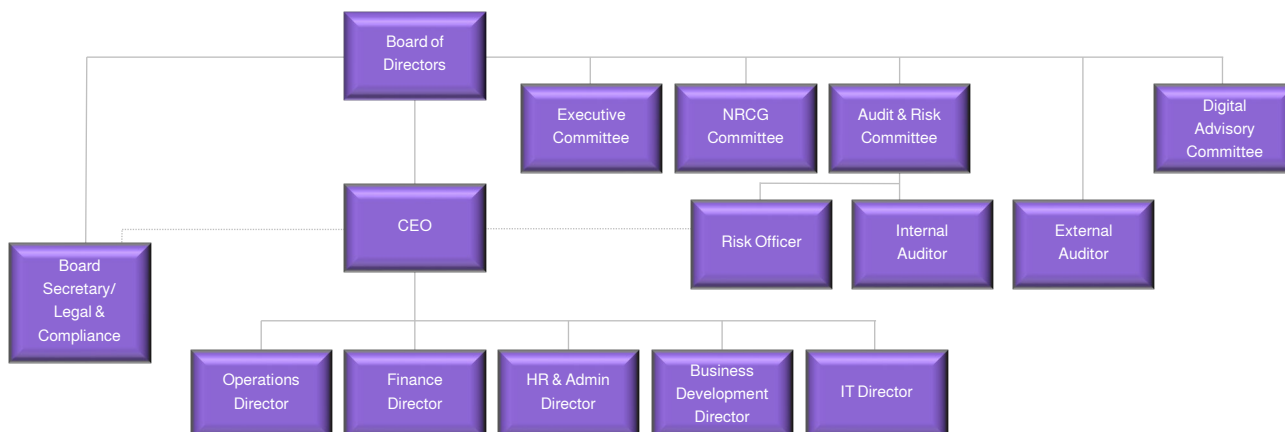 Board of
Directors
Executive
Committee
NRCG
Committee
Audit & Risk
Committee
Digital
Advisory
Committee
CEO
Risk Officer
Internal
Auditor
External
Auditor
Board
Secretary/
Legal &
Compliance
Operations
Director
Finance
Director
HR & Admin
Director
Business
Development
Director
IT Director